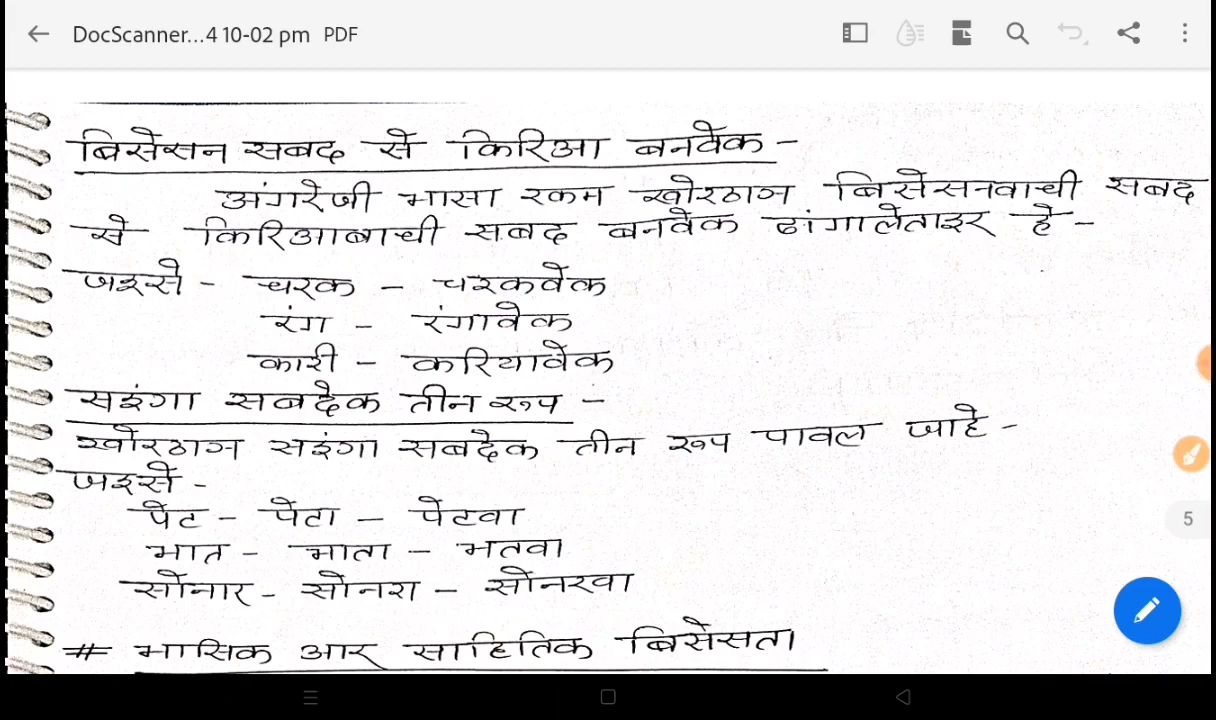 DocScanner...4 10-02 pm PDF
बिसेसन सबद से किरिआ बनवेक -
अंगरेजी भासा रकम खोरठाञ बिसेसनवाची सबद
से किरिआबाची सबद बनवेक ढांगालेताइर हे -
जइसे - चरक - चरकवेक
रंग - रंगावेक
कारी - करियावेक
सइंगा सबदेक तीन रूप -
खोरठाञ सइंगा सबदेक तीन रूप पावल जाहे -
जइसे -
पेट - पेटा - पेटवा
भात - भाता - भतवा
सोनार - सोनरा - सोनरवा
5
# भासिक आर साहितिक बिसेसता